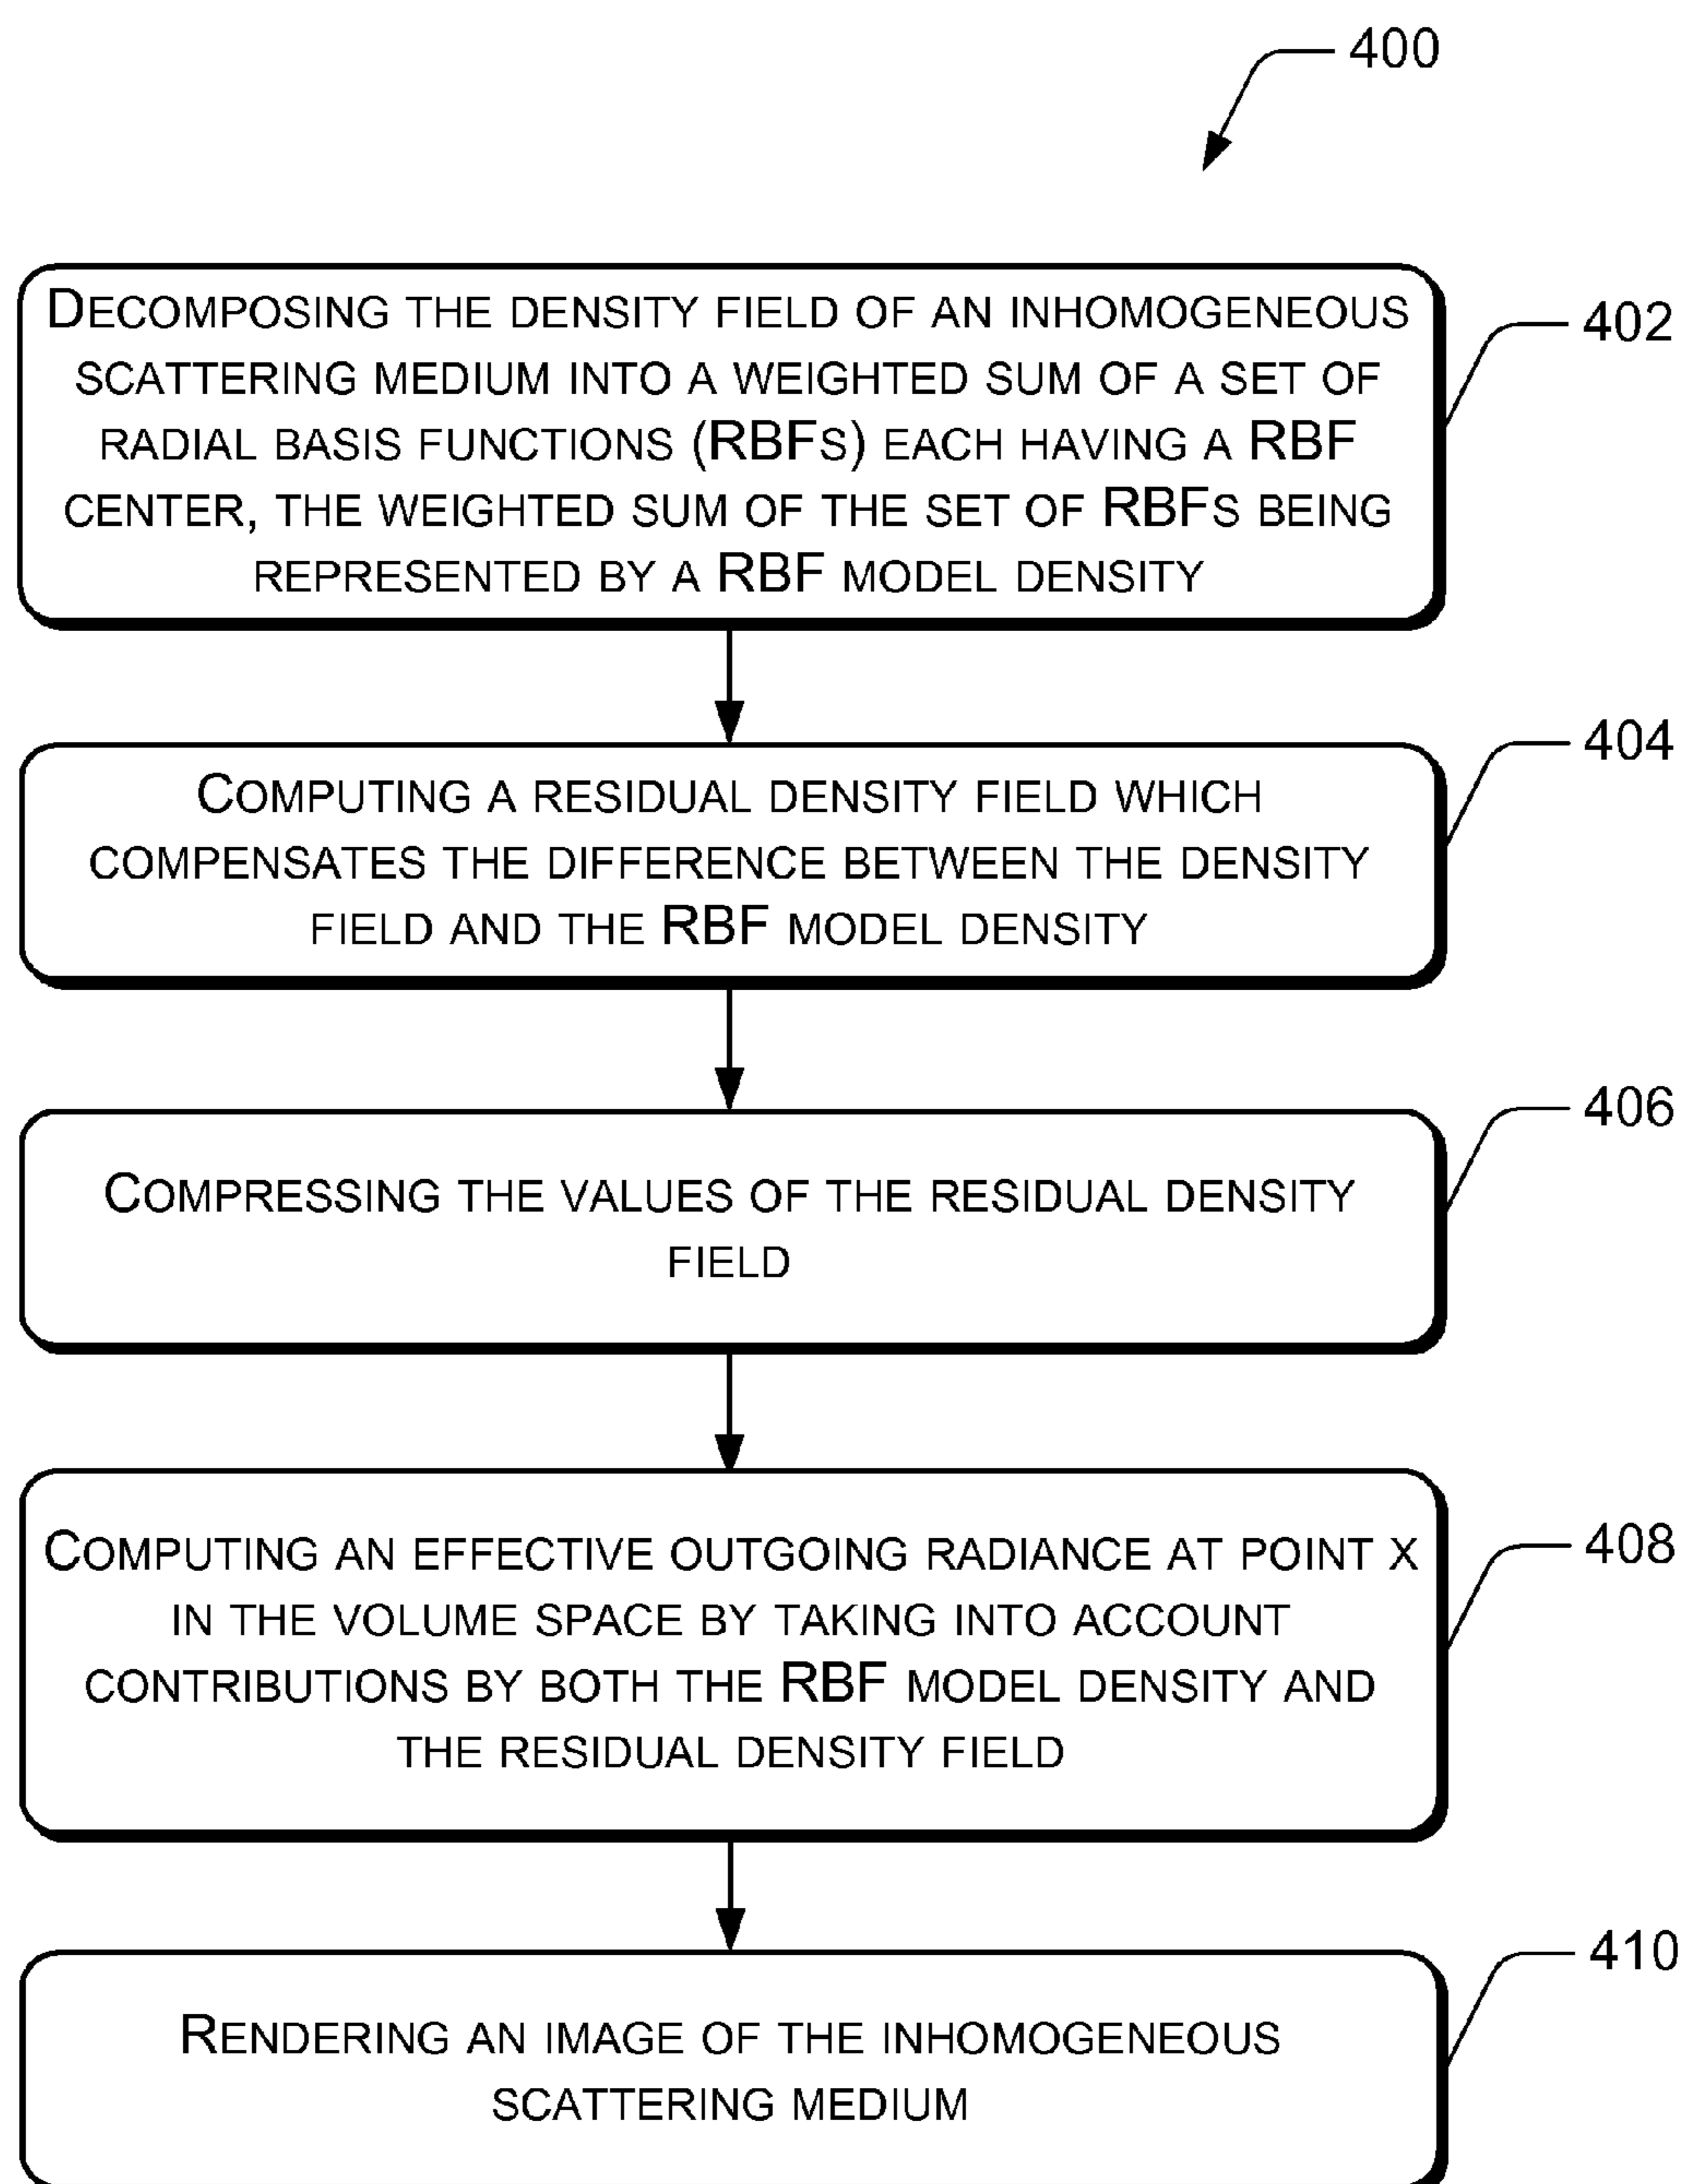 400
DECOMPOSING THE DENSITY FIELD OF AN INHOMOGENEOUS
SCATTERING MEDIUM INTO A WEIGHTED SUM OF A SET OF
RADIAL BASIS FUNCTIONS (RBFS) EACH HAVING A RBF
CENTER, THE WEIGHTED SUM OF THE SET OF RBFS BEING
REPRESENTED BY A RBF MODEL DENSITY
402
COMPUTING A RESIDUAL DENSITY FIELD WHICH
COMPENSATES THE DIFFERENCE BETWEEN THE DENSITY
FIELD AND THE RBF MODEL DENSITY
404
COMPRESSING THE VALUES OF THE RESIDUAL DENSITY
FIELD
406
COMPUTING AN EFFECTIVE OUTGOING RADIANCE AT POINT X
IN THE VOLUME SPACE BY TAKING INTO ACCOUNT
CONTRIBUTIONS BY BOTH THE RBF MODEL DENSITY AND
THE RESIDUAL DENSITY FIELD
408
RENDERING AN IMAGE OF THE INHOMOGENEOUS
SCATTERING MEDIUM
410